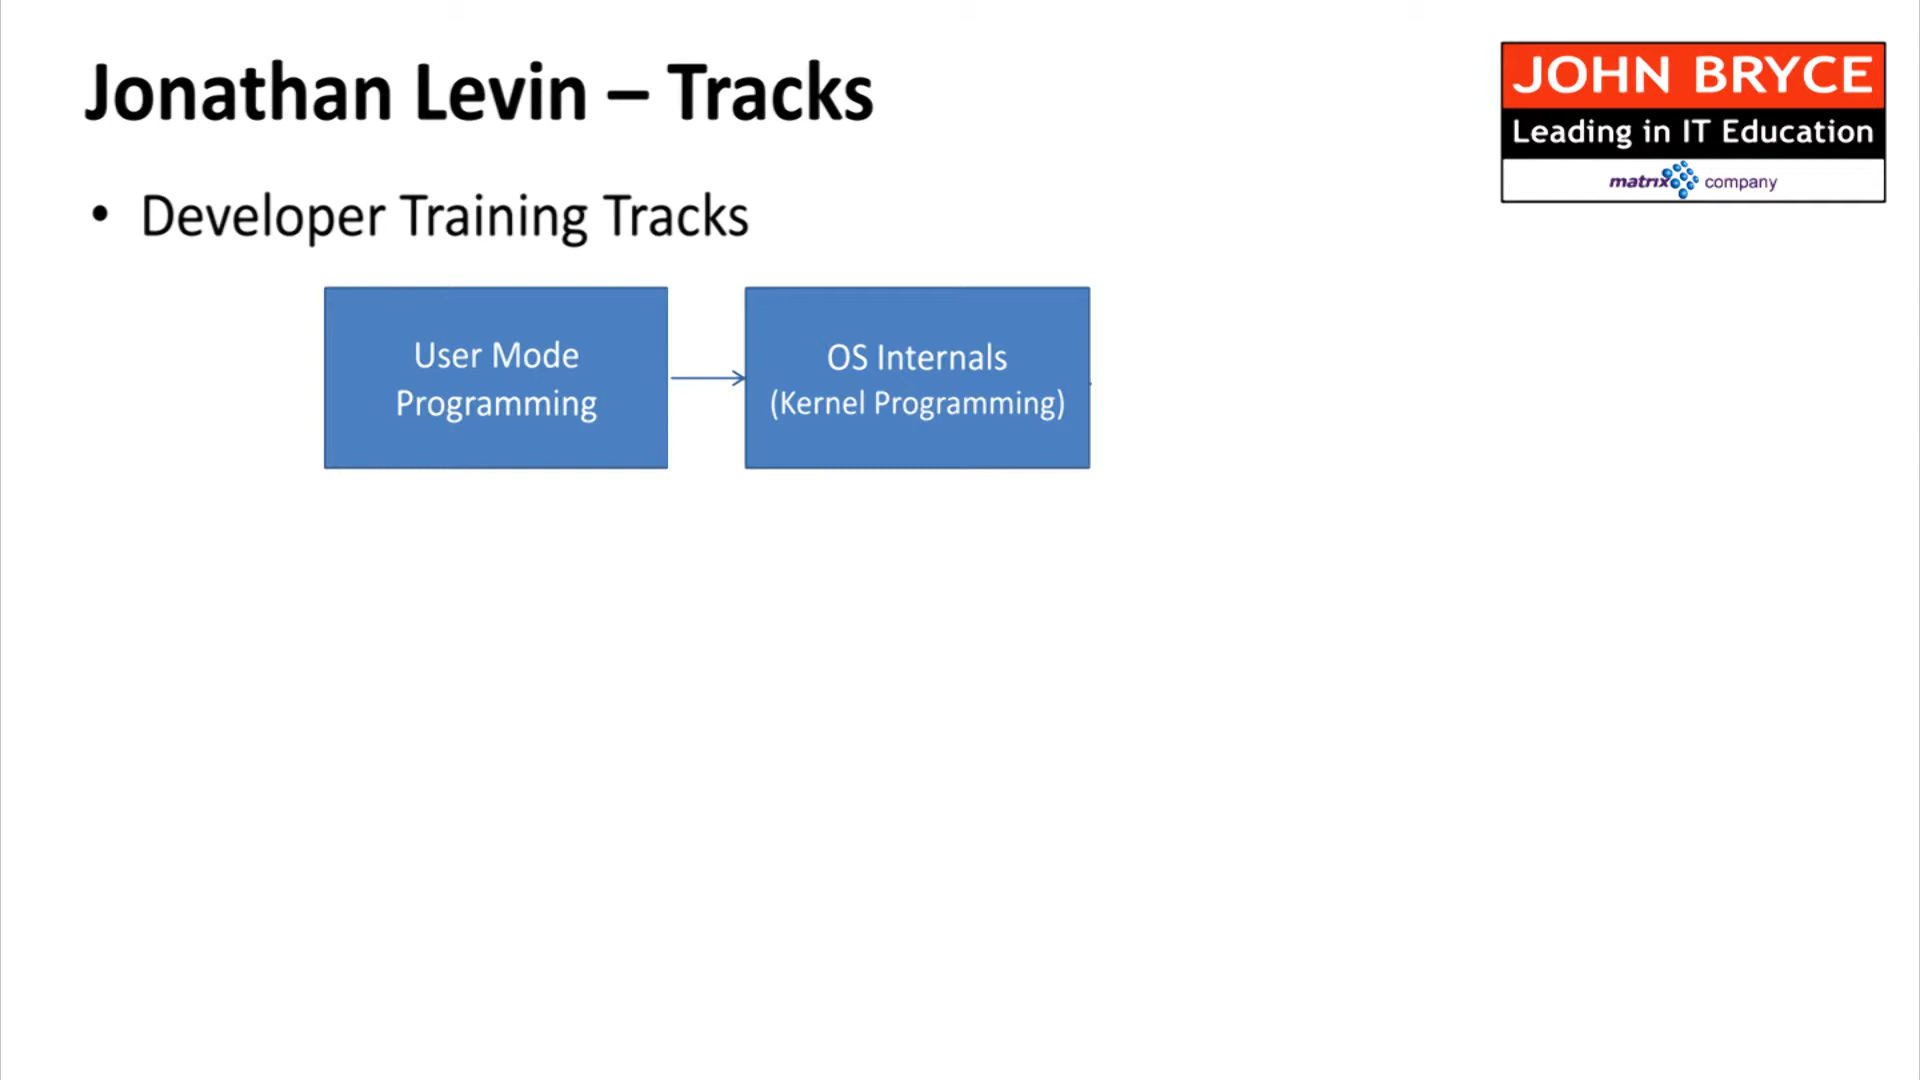 Jonathan Levin – Tracks
JOHN BRYCE
Leading in IT Education
matrix company
• Developer Training Tracks
User Mode
Programming
OS Internals
(Kernel Programming)